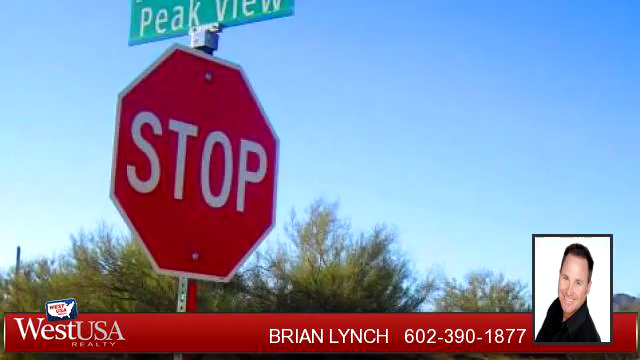 Peak View
STOP
WEST
USA
WestUSA
REALTY
BRIAN LYNCH 602-390-1877